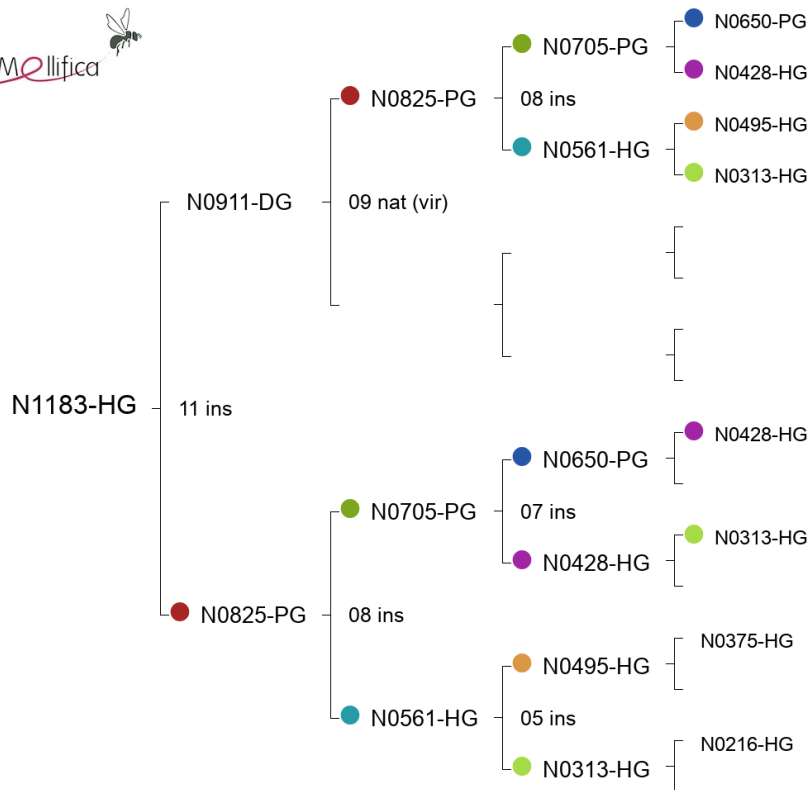 Mellifica
N0650-PG
N0705-PG
N0428-HG
N0825-PG
08 ins
N0495-HG
N0561-HG
N0313-HG
N0911-DG
09 nat (vir)
N1183-HG
11 ins
N0428-HG
N0650-PG
N0705-PG
07 ins
N0313-HG
N0428-HG
N0825-PG
08 ins
N0375-HG
N0495-HG
N0561-HG
05 ins
N0216-HG
N0313-HG